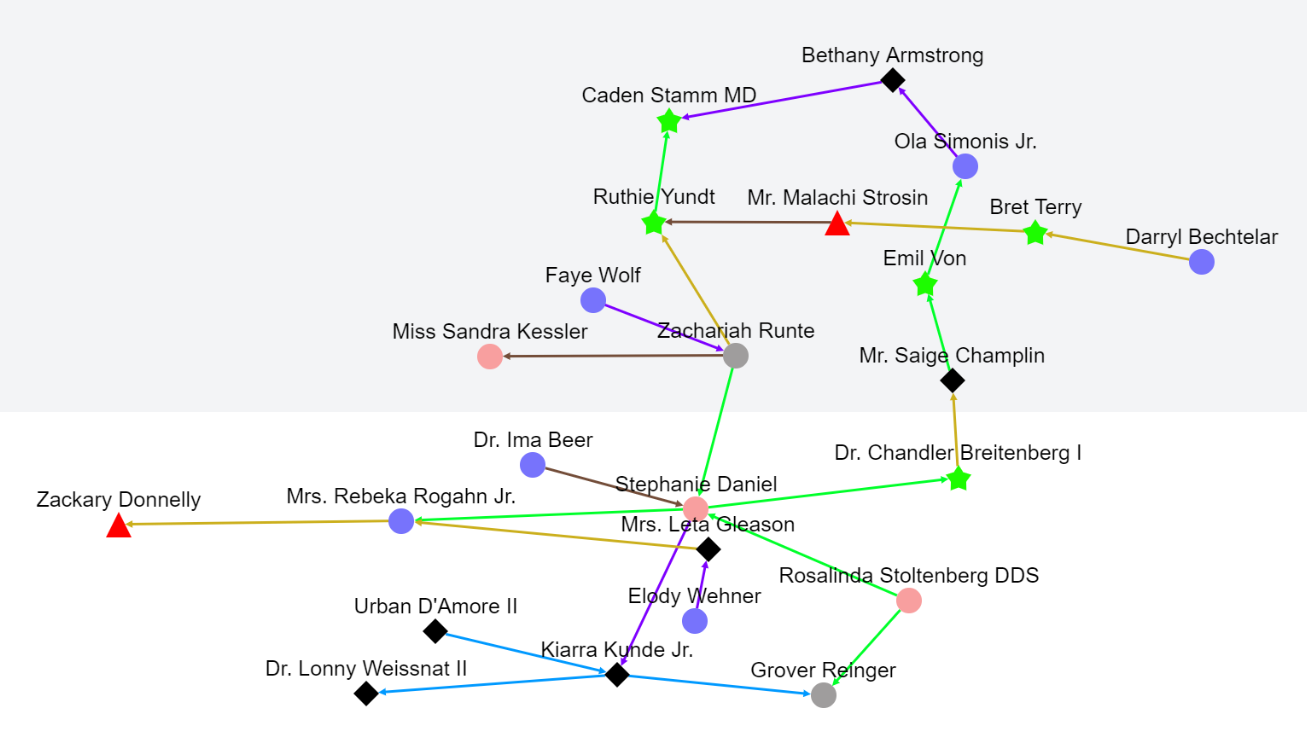 Bethany Armstrong
Caden Stamm MD
Ola Simonis Jr.
Ruthie Yundt
Mr. Malachi Strosin
Bret Terry
Darryl Bechtelar
Emil Von
Faye Wolf
Miss Sandra Kessler
Zachariah Runte
Mr. Saige Champlin
Dr. Ima Beer
Dr. Chandler Breitenberg I
Stephanie Daniel
Zackary Donnelly
Mrs. Rebeka Rogahn Jr.
Mrs. Leta Gleason
Rosalinda Stoltenberg DDS
Elody Wehner
Urban D'Amore II
Kiarra Kunde Jr.
Dr. Lonny Weissnat II
Grover Reinger